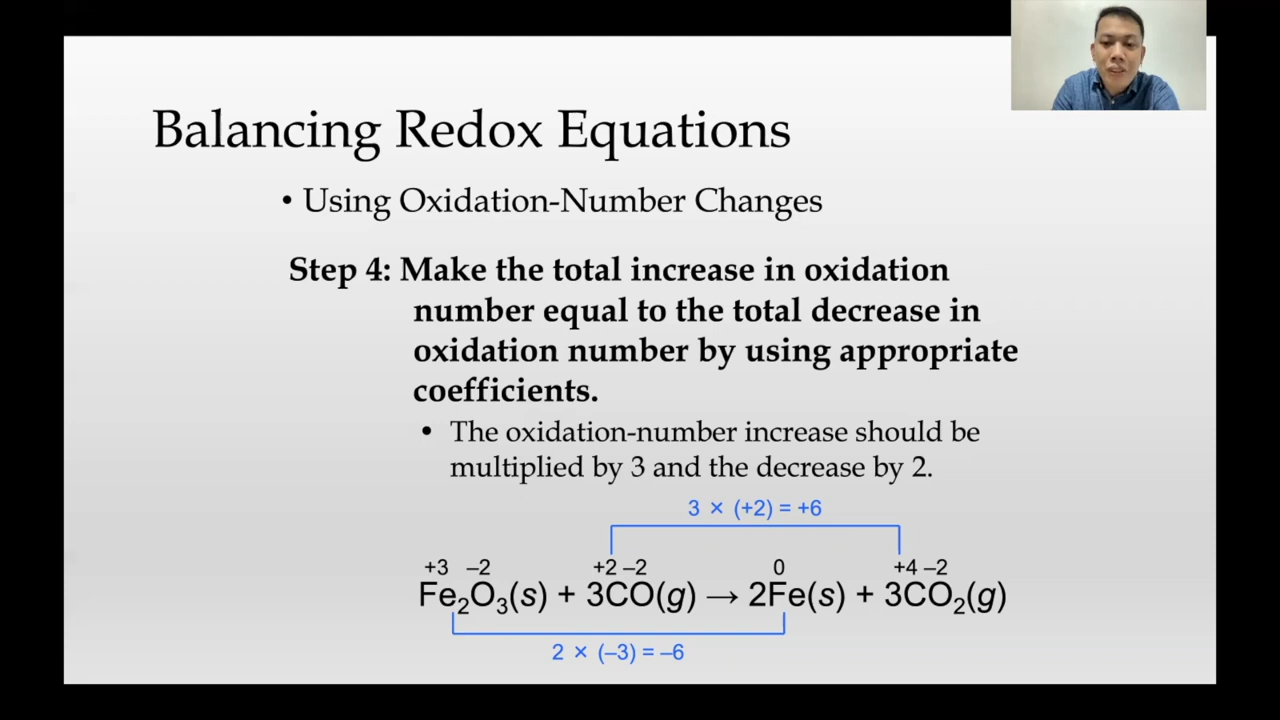 Balancing Redox Equations
• Using Oxidation-Number Changes
Step 4: Make the total increase in oxidation
number equal to the total decrease in
oxidation number by using appropriate
coefficients.
• The oxidation-number increase should be
multiplied by 3 and the decrease by 2.
3 × (+2) = +6
+3 –2 +2 –2 0 +4 –2
Fe₂O₃(s) + 3CO(g) → 2Fe(s) + 3CO₂(g)
2 × (–3) = –6